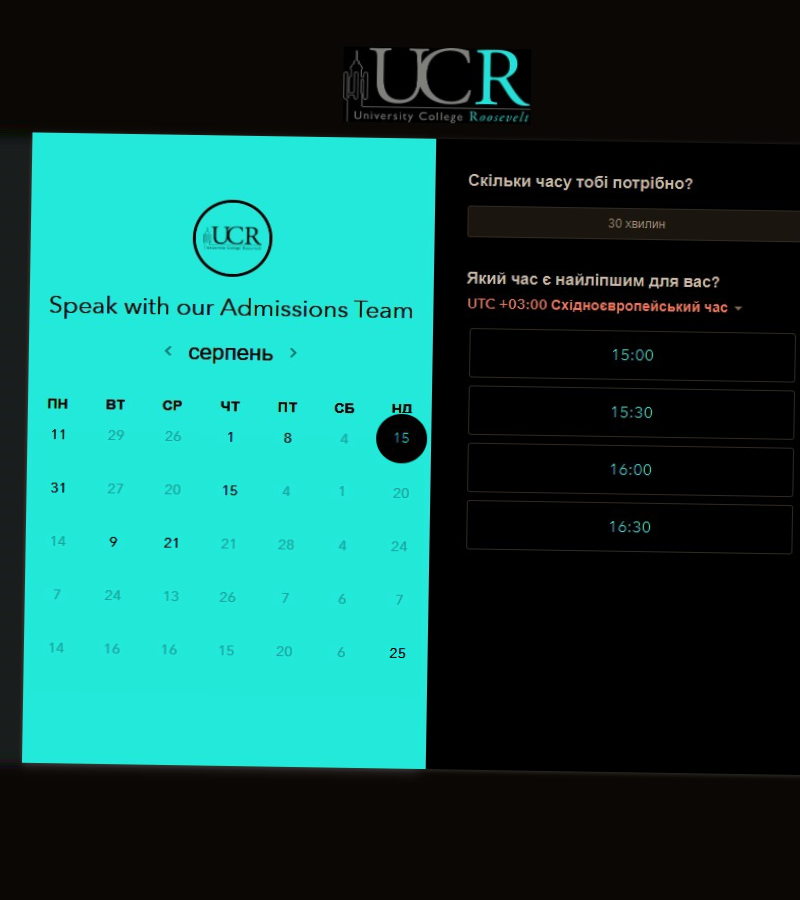 UCR
University College Roosevelt
UCR
Speak with our Admissions Team
серпень
ПН ВТ СР ЧТ ПТ СБ НД
11 29 26 1 8 4 15
31 27 20 15 4 1 20
14 9 21 21 28 4 24
7 24 13 26 7 6 7
14 16 16 15 20 6 25
Скільки часу тобі потрібно?
30 хвилин
Який час є найліпшим для вас?
UTC +03:00 Східноєвропейський час
15:00
15:30
16:00
16:30